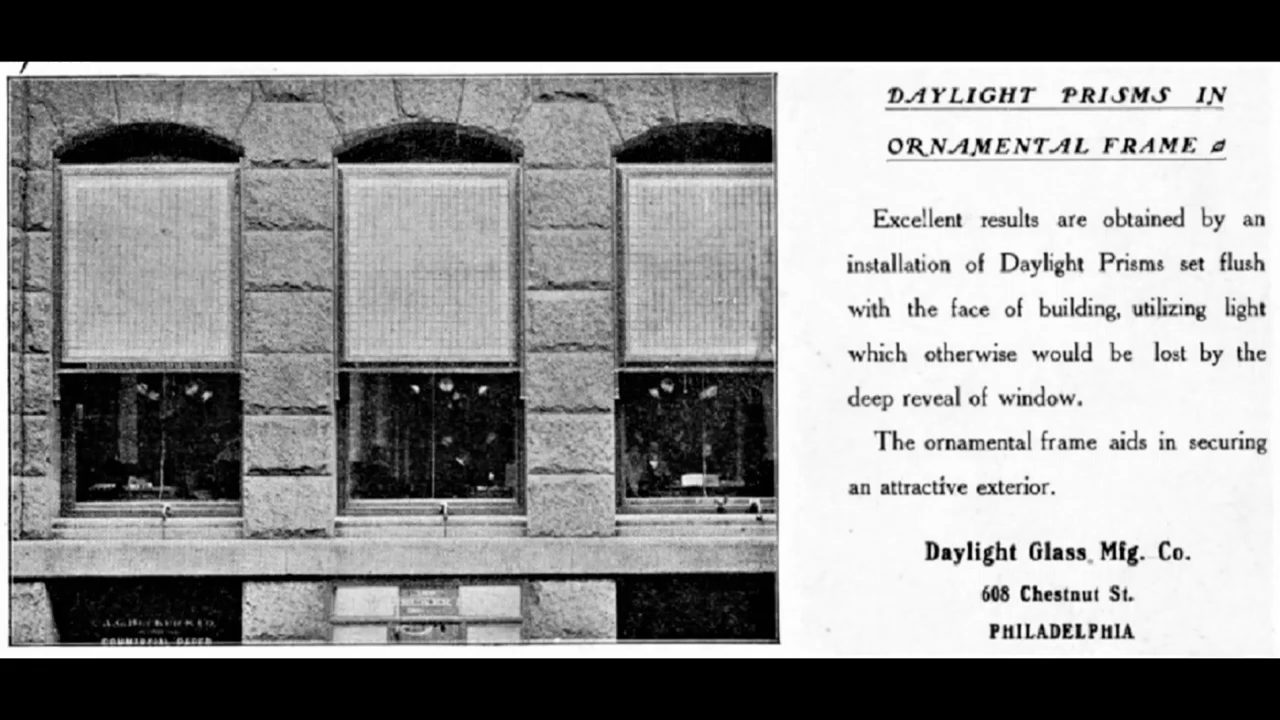 DAYLIGHT PRISMS IN
ORNAMENTAL FRAME
Excellent results are obtained by an
installation of Daylight Prisms set flush
with the face of building, utilizing light
which otherwise would be lost by the
deep reveal of window.
The ornamental frame aids in securing
an attractive exterior.
Daylight Glass Mfg. Co.
608 Chestnut St.
PHILADELPHIA
COMMERCIAL PAPER